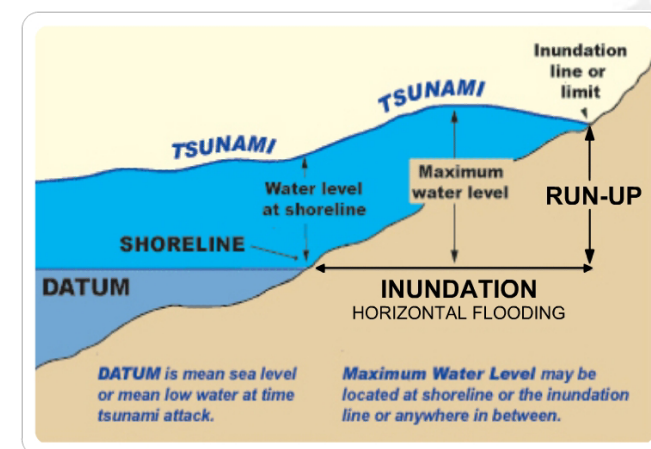 Inundation
line or
limit
TSUNAMI
TSUNAMI
Maximum
water level
Water level
at shoreline
RUN-UP
SHORELINE
DATUM
INUNDATION
HORIZONTAL FLOODING
DATUM is mean sea level
or mean low water at time
tsunami attack.
Maximum Water Level may be
located at shoreline or the inundation
line or anywhere in between.